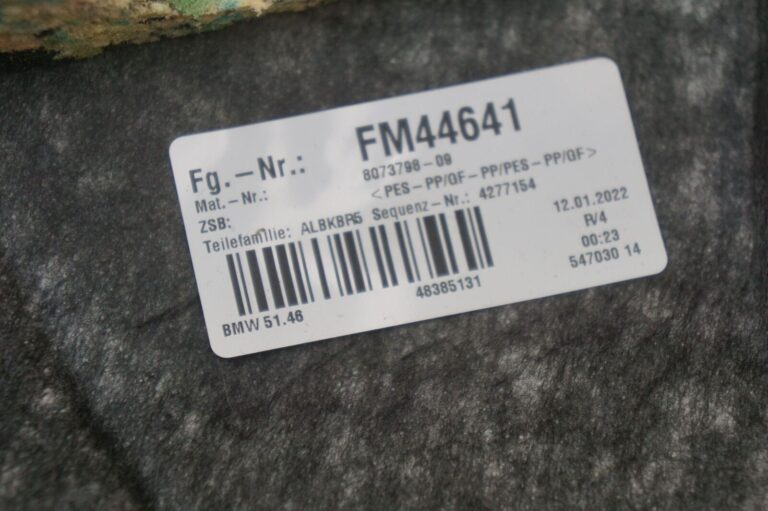 Fg.-Nr.: FM44641
Mat.-Nr.: 8073798-09
ZSB: <PES-PP/GF-PP/PES-PP/GF>
Teilefamilie: ALBKBR5 Sequenz-Nr.: 4277154
12.01.2022
R/4
00:23
547030 14
48385131
BMW 51.46